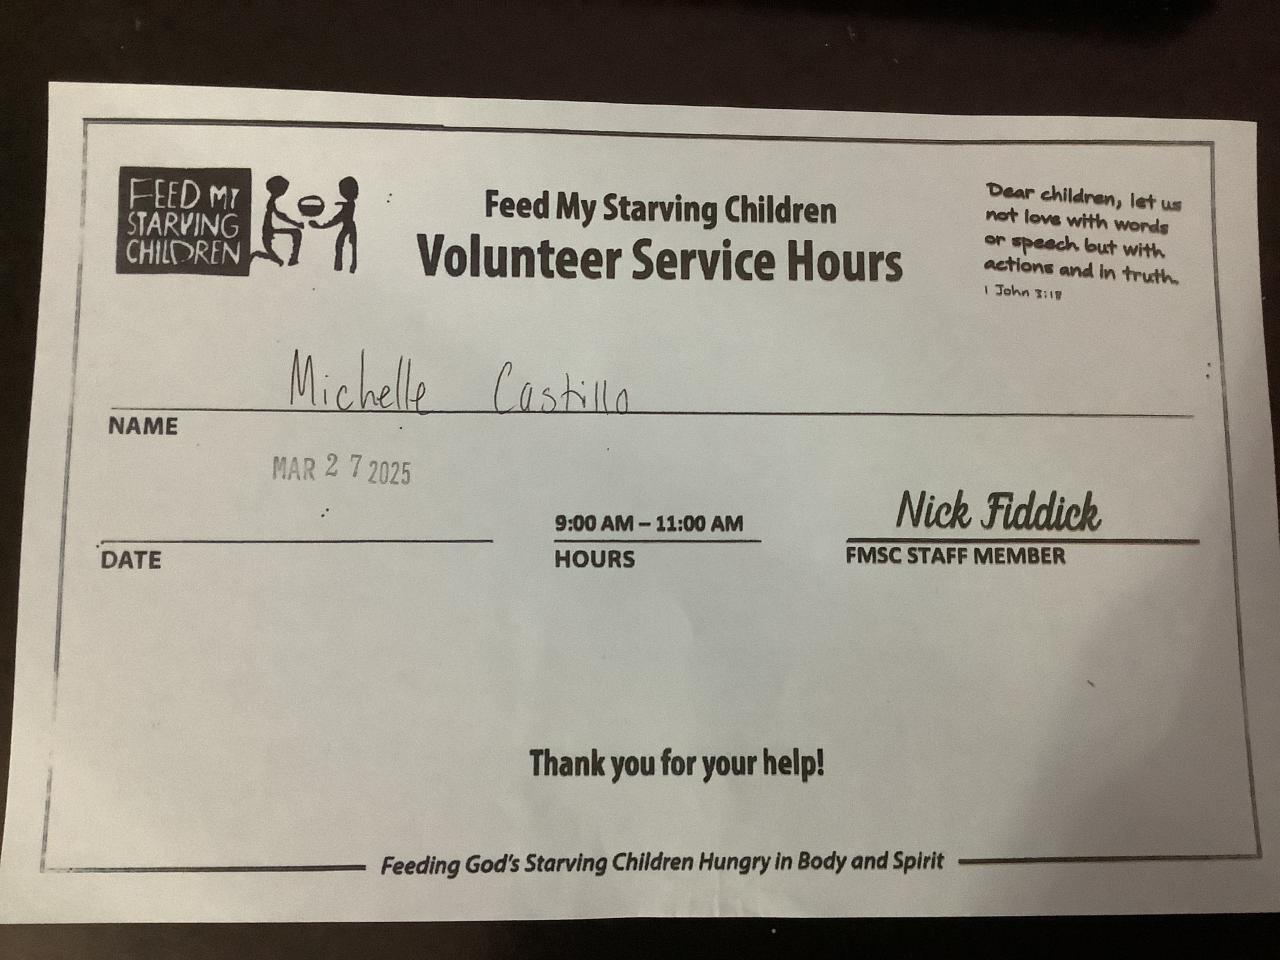 FEED MY
STARVING
CHILDREN
Feed My Starving Children
Volunteer Service Hours
Dear children, let us
not love with words
or speech but with
actions and in truth.
1 John 3:18
Michelle Castillo
NAME
MAR 27 2025
DATE
9:00 AM – 11:00 AM
HOURS
Nick Fiddick
FMSC STAFF MEMBER
Thank you for your help!
Feeding God's Starving Children Hungry in Body and Spirit